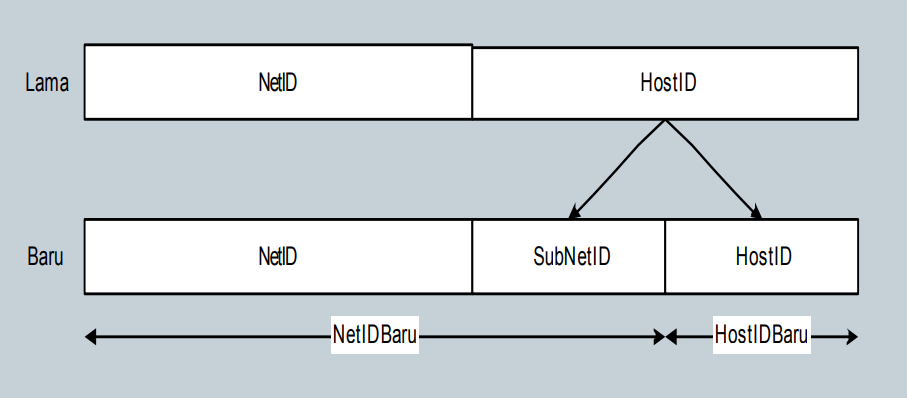 Lama NetID HostID
Baru NetID SubNetID HostID
NetIDBaru HostIDBaru